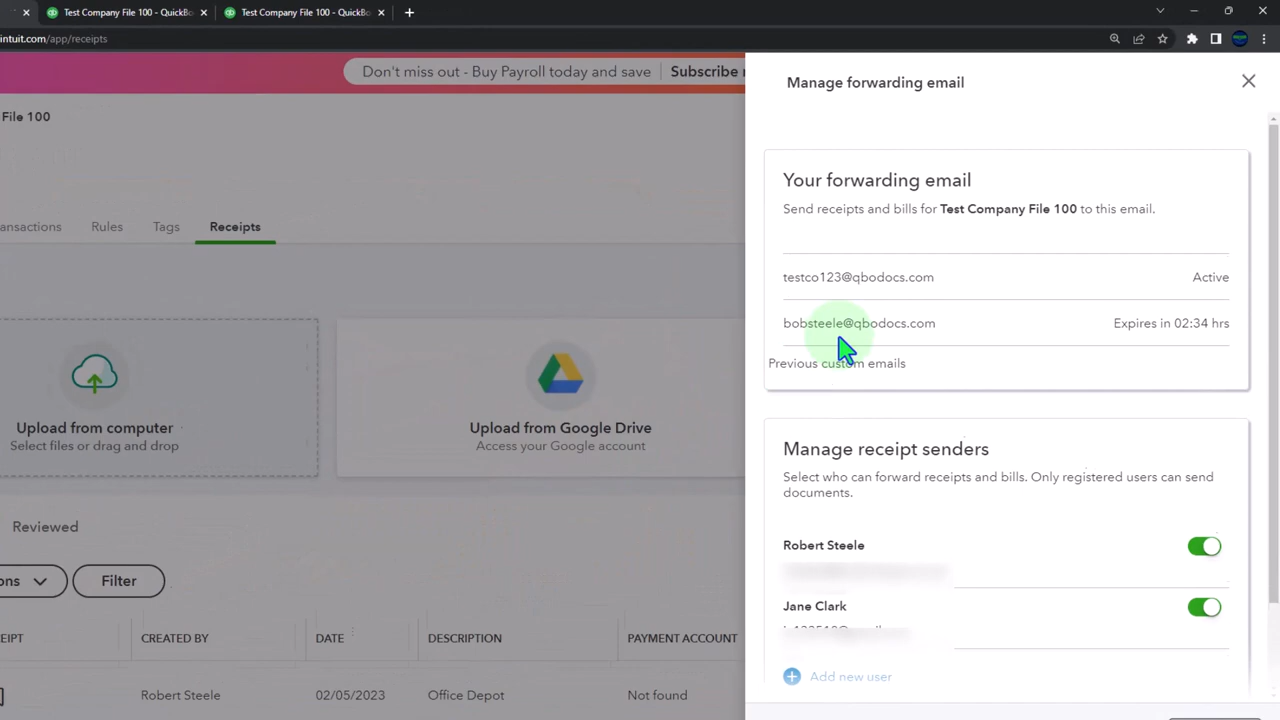 Test Company File 100 - QuickBo
Test Company File 100 - QuickBo
intuit.com/app/receipts
Don't miss out - Buy Payroll today and save
Subscribe
File 100
Rules
Tags
Receipts
Upload from computer
Select files or drag and drop
Upload from Google Drive
Access your Google account
Reviewed
Filter
CREATED BY
DATE
DESCRIPTION
PAYMENT ACCOUNT
Robert Steele
02/05/2023
Office Depot
Not found
Manage forwarding email
Your forwarding email
Send receipts and bills for Test Company File 100 to this email.
testco123@qbodocs.com
Active
bobsteele@qbodocs.com
Expires in 02:34 hrs
Previous custom emails
Manage receipt senders
Select who can forward receipts and bills. Only registered users can send
documents.
Robert Steele
Jane Clark
Add new user